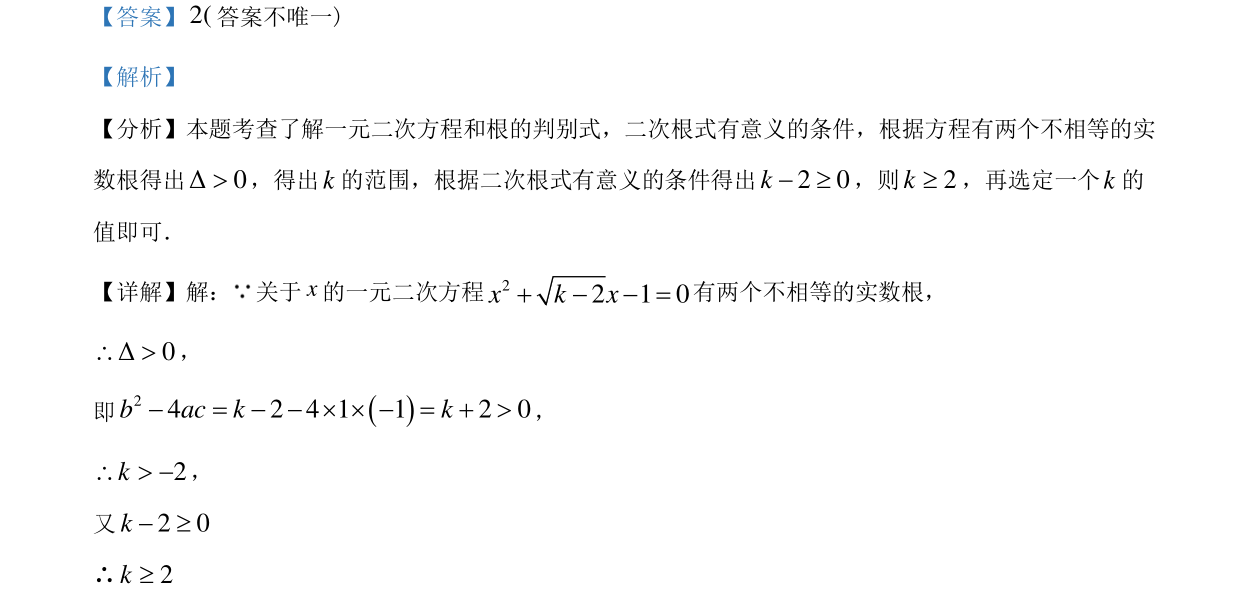 【答案】2(答案不唯一)
【解析】
【分析】本题考查了解一元二次方程和根的判别式，二次根式有意义的条件，根据方程有两个不相等的实
数根得出Δ>0，得出k的范围，根据二次根式有意义的条件得出k−2≥0，则k≥2，再选定一个k的
值即可．
【详解】解：∵关于x的一元二次方程x²+√(k−2)x−1=0有两个不相等的实数根，
∴Δ>0，
即b²−4ac=k−2−4×1×(−1)=k+2>0，
∴k>−2，
又k−2≥0
∴k≥2